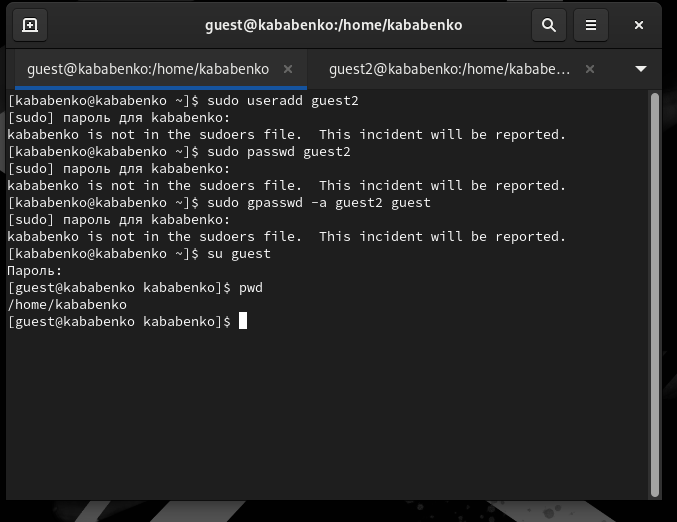 guest@kababenko:/home/kababenko
guest@kababenko:/home/kababenko
guest2@kababenko:/home/kababe...
[kababenko@kababenko ~]$ sudo useradd guest2
[sudo] пароль для kababenko:
kababenko is not in the sudoers file.  This incident will be reported.
[kababenko@kababenko ~]$ sudo passwd guest2
[sudo] пароль для kababenko:
kababenko is not in the sudoers file.  This incident will be reported.
[kababenko@kababenko ~]$ sudo gpasswd -a guest2 guest
[sudo] пароль для kababenko:
kababenko is not in the sudoers file.  This incident will be reported.
[kababenko@kababenko ~]$ su guest
Пароль:
[guest@kababenko kababenko]$ pwd
/home/kababenko
[guest@kababenko kababenko]$